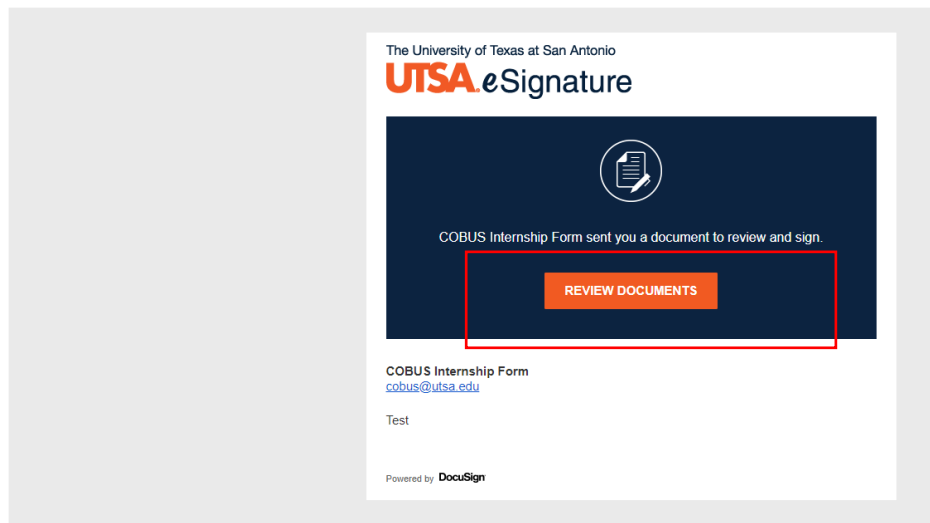 The University of Texas at San Antonio
UTSA. eSignature
COBUS Internship Form sent you a document to review and sign.
REVIEW DOCUMENTS
COBUS Internship Form
cobus@utsa.edu
Test
Powered by DocuSign